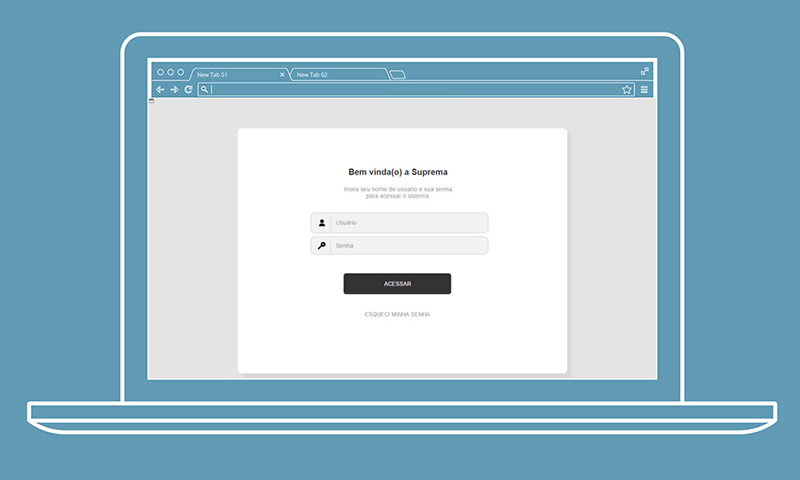 New Tab 01
New Tab 02
Bem vinda(o) a Suprema
Insira seu nome de usúario e sua senha
para acessar o sistema.
Usuário
Senha
ACESSAR
ESQUECI MINHA SENHA